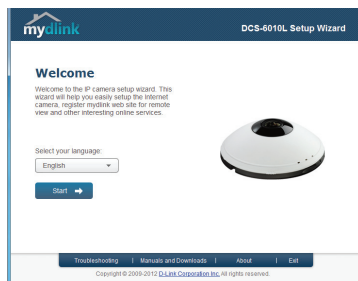 mydlink
DCS-6010L Setup Wizard
Welcome
Welcome to the IP camera setup wizard. This
wizard will help you easily setup the internet
camera, register mydlink web site for remote
view and other interesting online services.
Select your language:
English
Start
Troubleshooting | Manuals and Downloads | About | Exit
Copyright © 2009-2012 D-Link Corporation Inc. All rights reserved.